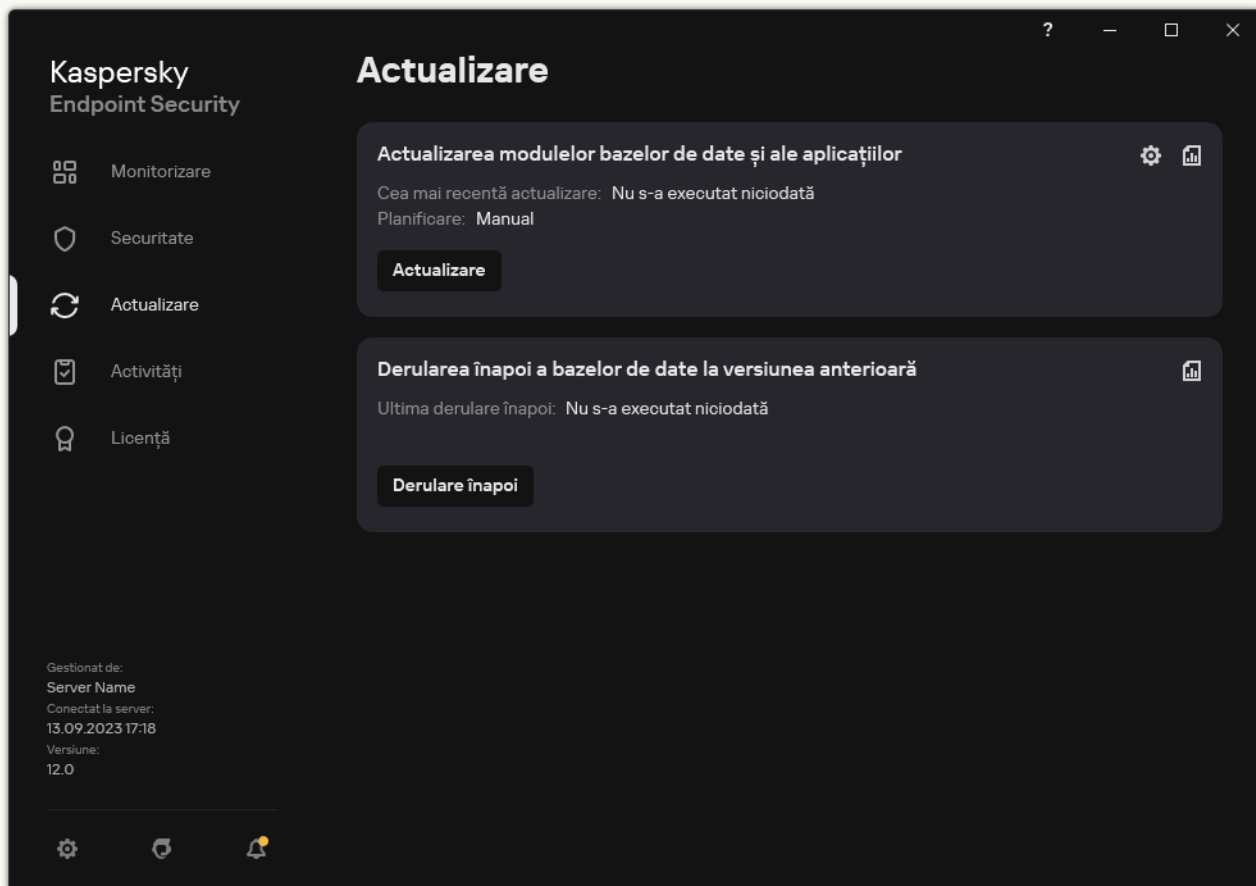 ?
Kaspersky
Endpoint Security
Monitorizare
Securitate
Actualizare
Activități
Licență
Gestionat de:
Server Name
Conectat la server:
13.09.2023 17:18
Versiune:
12.0
Actualizare
Actualizarea modulelor bazelor de date și ale aplicațiilor
Cea mai recentă actualizare: Nu s-a executat niciodată
Planificare: Manual
Actualizare
Derularea înapoi a bazelor de date la versiunea anterioară
Ultima derulare înapoi: Nu s-a executat niciodată
Derulare înapoi